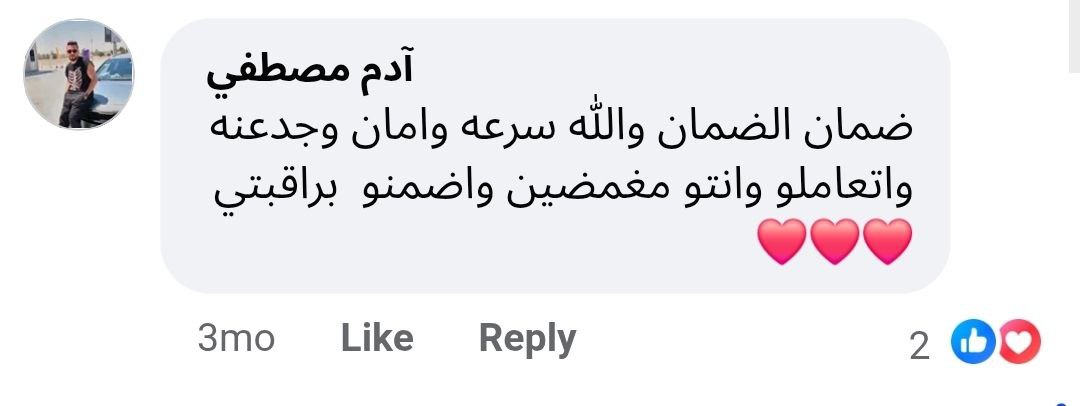 آدم مصطفي
ضمان الضمان والله سرعه وامان وجدعنه
واتعاملو وانتو مغمضين واضمنو براقبتي
❤❤❤
3mo Like Reply 2